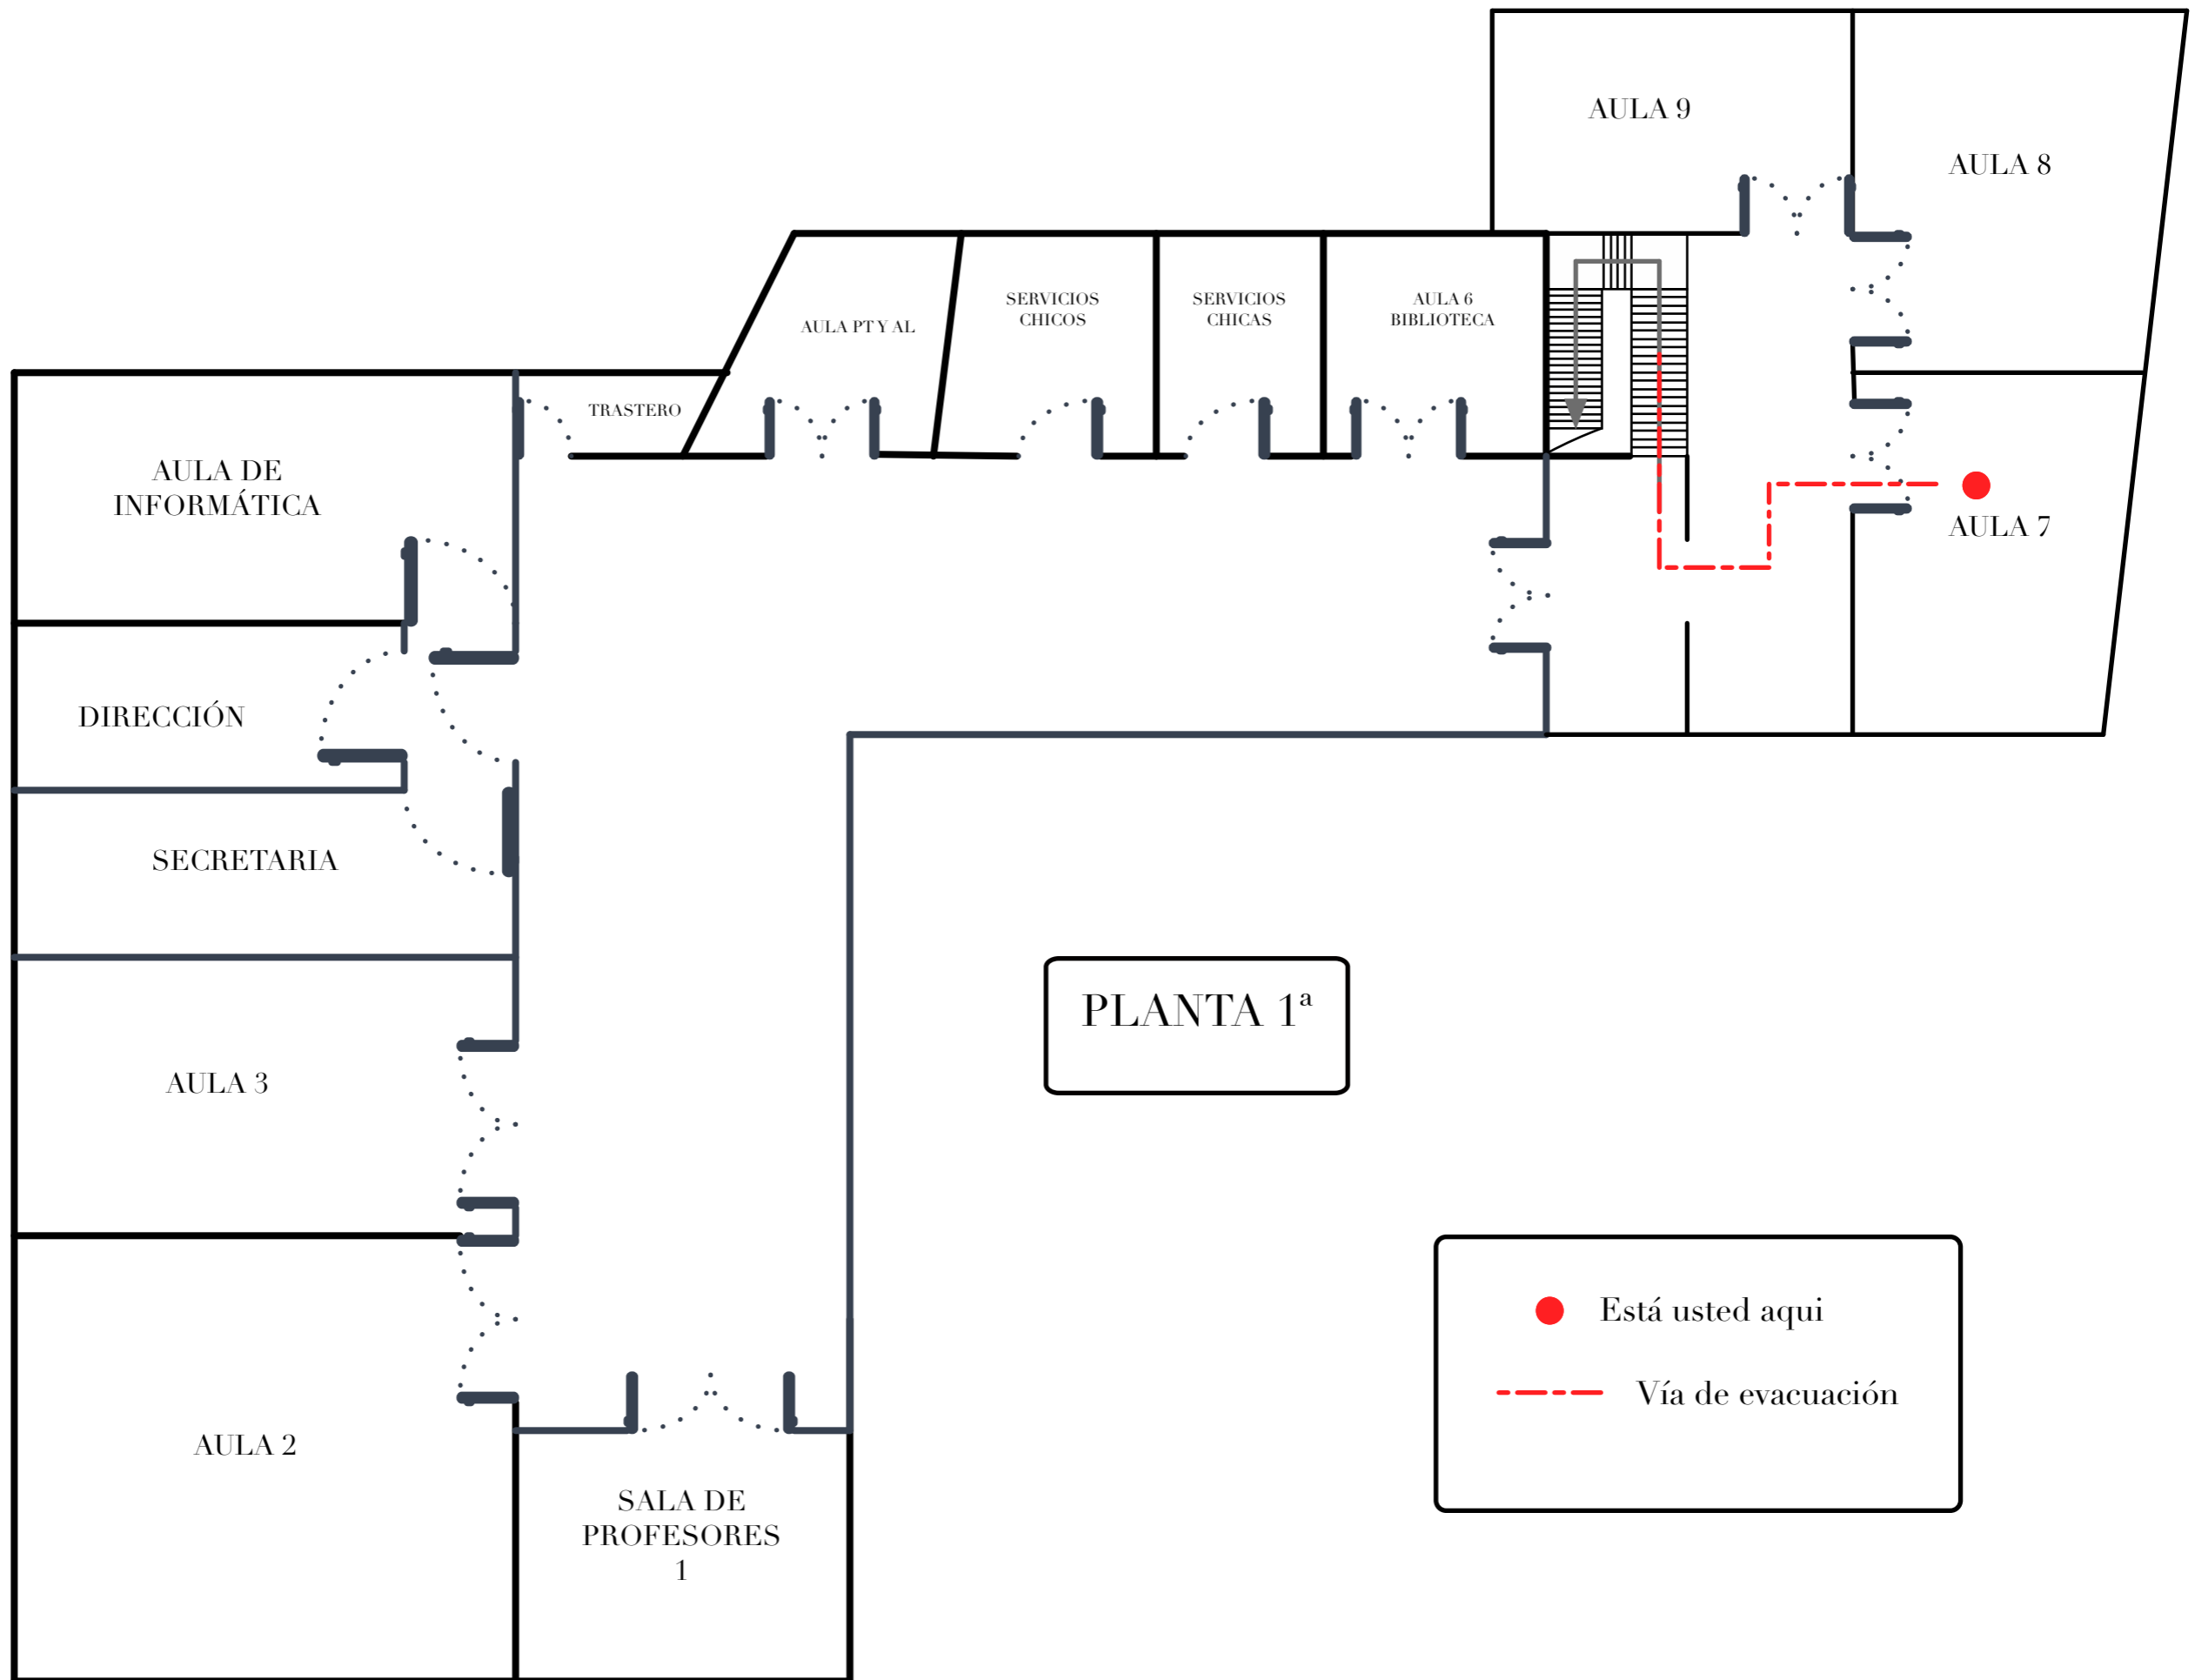 AULA 9
AULA 8
SERVICIOS
CHICOS
SERVICIOS
CHICAS
AULA 6
BIBLIOTECA
AULA PT Y AL
TRASTERO
AULA DE
INFORMÁTICA
AULA 7
DIRECCIÓN
SECRETARIA
PLANTA 1ª
AULA 3
Está usted aqui
Vía de evacuación
AULA 2
SALA DE
PROFESORES
1